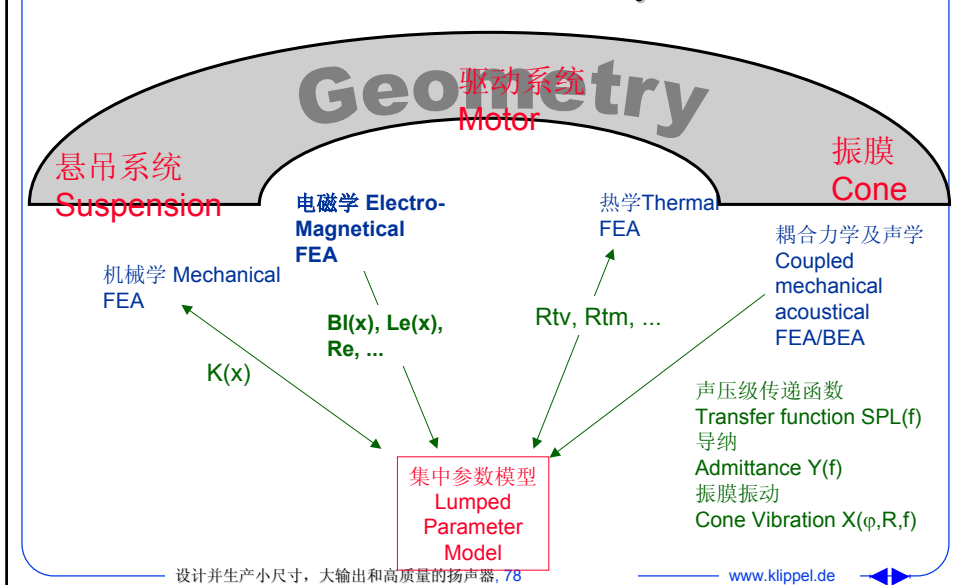 Geometry
驱动系统
Motor
悬吊系统
Suspension
振膜
Cone
电磁学 Electro-
Magnetical
FEA
热学Thermal
FEA
机械学 Mechanical
FEA
耦合力学及声学
Coupled
mechanical
acoustical
FEA/BEA
Bl(x), Le(x),
Re, ...
Rtv, Rtm, ...
K(x)
声压级传递函数
Transfer function SPL(f)
导纳
Admittance Y(f)
振膜振动
Cone Vibration X(φ,R,f)
集中参数模型
Lumped
Parameter
Model
设计并生产小尺寸，大输出和高质量的扬声器, 78
www.klippel.de